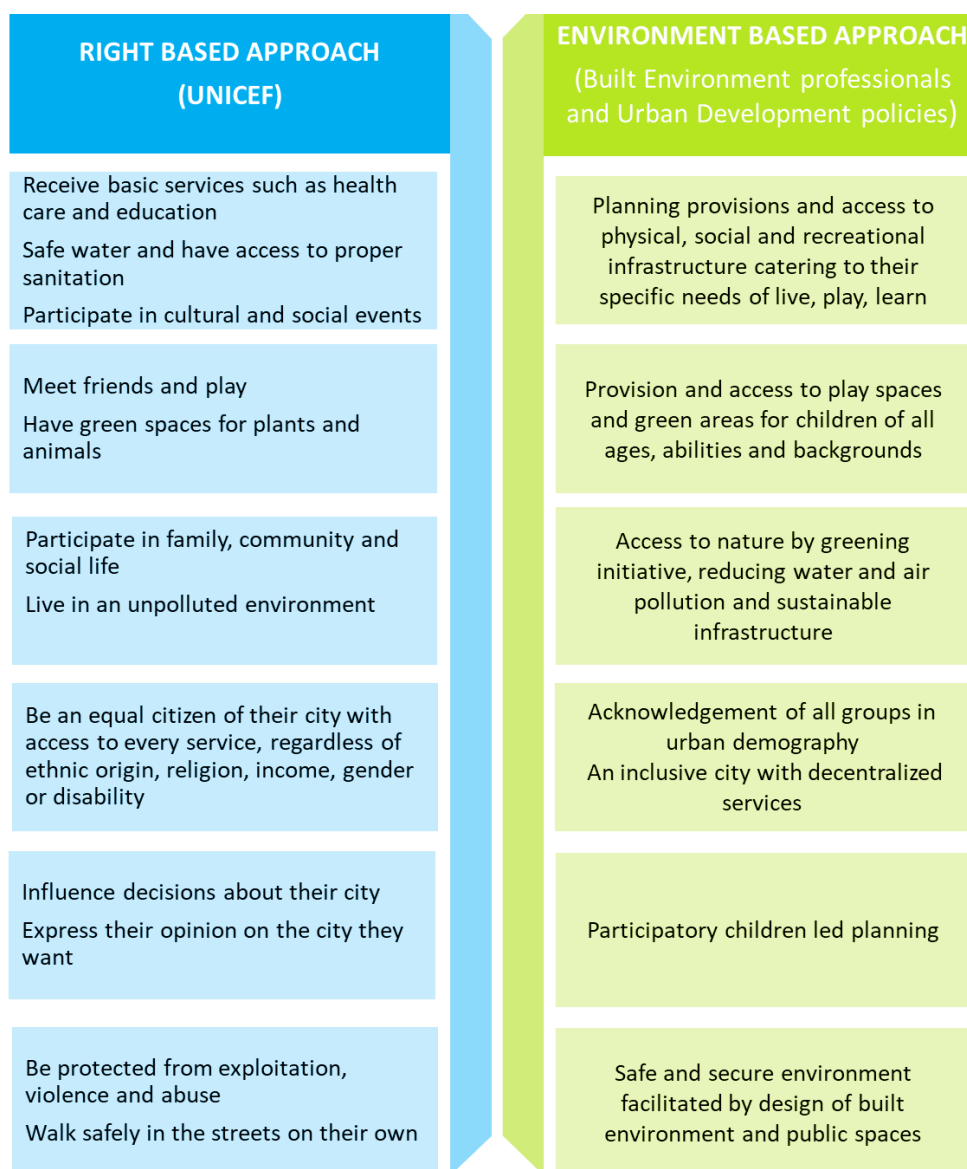 RIGHT BASED APPROACH
(UNICEF)
ENVIRONMENT BASED APPROACH
(Built Environment professionals
and Urban Development policies)
Receive basic services such as health
care and education
Safe water and have access to proper
sanitation
Participate in cultural and social events
Planning provisions and access to
physical, social and recreational
infrastructure catering to their
specific needs of live, play, learn
Meet friends and play
Have green spaces for plants and
animals
Provision and access to play spaces
and green areas for children of all
ages, abilities and backgrounds
Participate in family, community and
social life
Live in an unpolluted environment
Access to nature by greening
initiative, reducing water and air
pollution and sustainable
infrastructure
Be an equal citizen of their city with
access to every service, regardless of
ethnic origin, religion, income, gender
or disability
Acknowledgement of all groups in
urban demography
An inclusive city with decentralized
services
Influence decisions about their city
Express their opinion on the city they
want
Participatory children led planning
Be protected from exploitation,
violence and abuse
Walk safely in the streets on their own
Safe and secure environment
facilitated by design of built
environment and public spaces